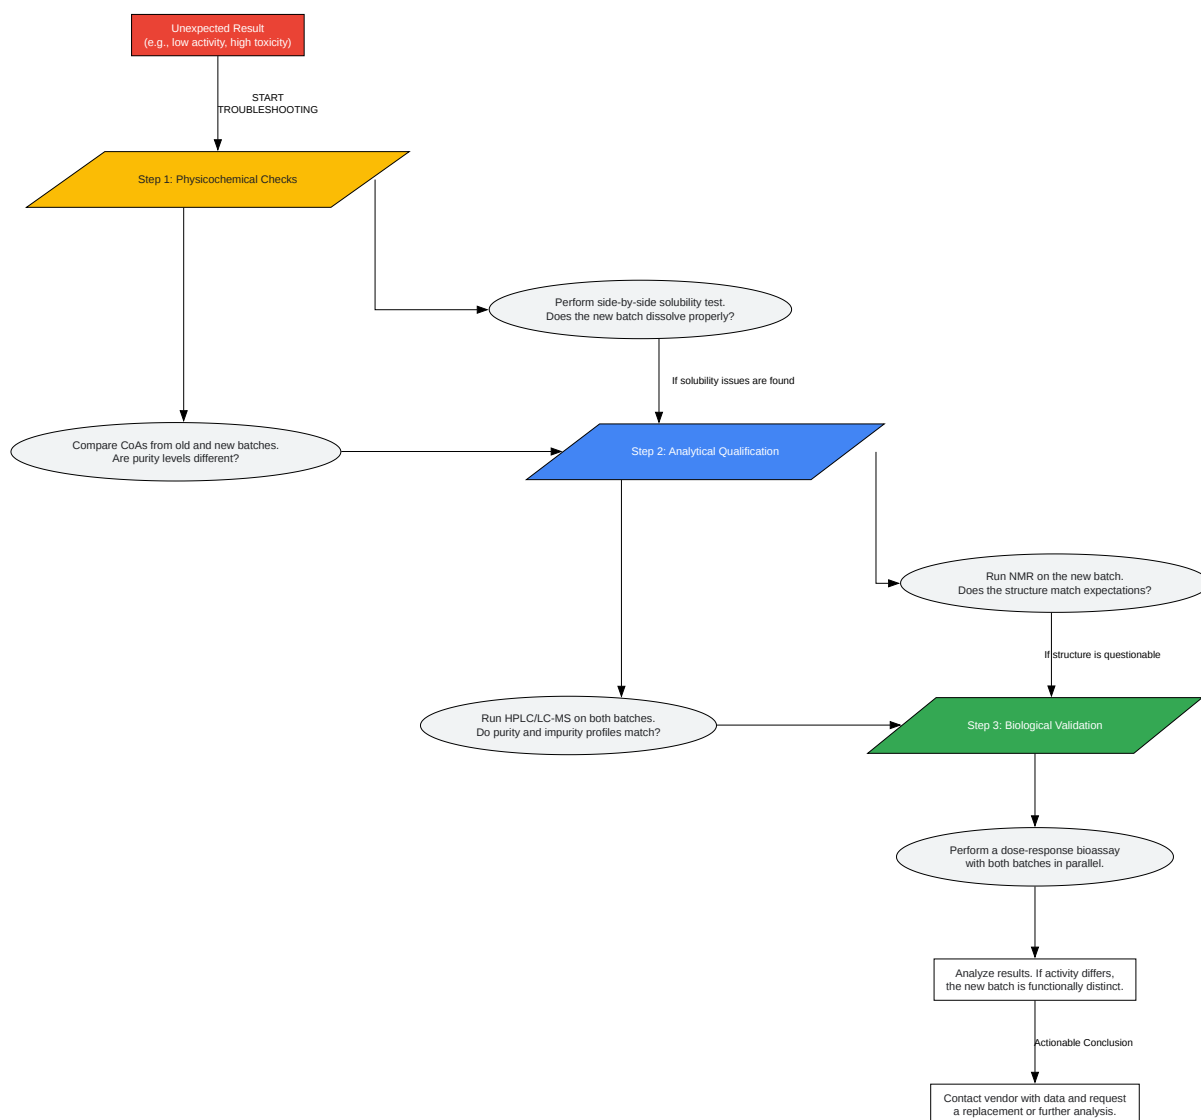 Unexpected Result
(e.g., low activity, high toxicity)
START
TROUBLESHOOTING
Step 1: Physicochemical Checks
Perform side-by-side solubility test.
Does the new batch dissolve properly?
If solubility issues are found
Compare CoAs from old and new batches.
Are purity levels different?
Step 2: Analytical Qualification
Run NMR on the new batch.
Does the structure match expectations?
If structure is questionable
Run HPLC/LC-MS on both batches.
Do purity and impurity profiles match?
Step 3: Biological Validation
Perform a dose-response bioassay
with both batches in parallel.
Analyze results. If activity differs,
the new batch is functionally distinct.
Actionable Conclusion
Contact vendor with data and request
a replacement or further analysis.